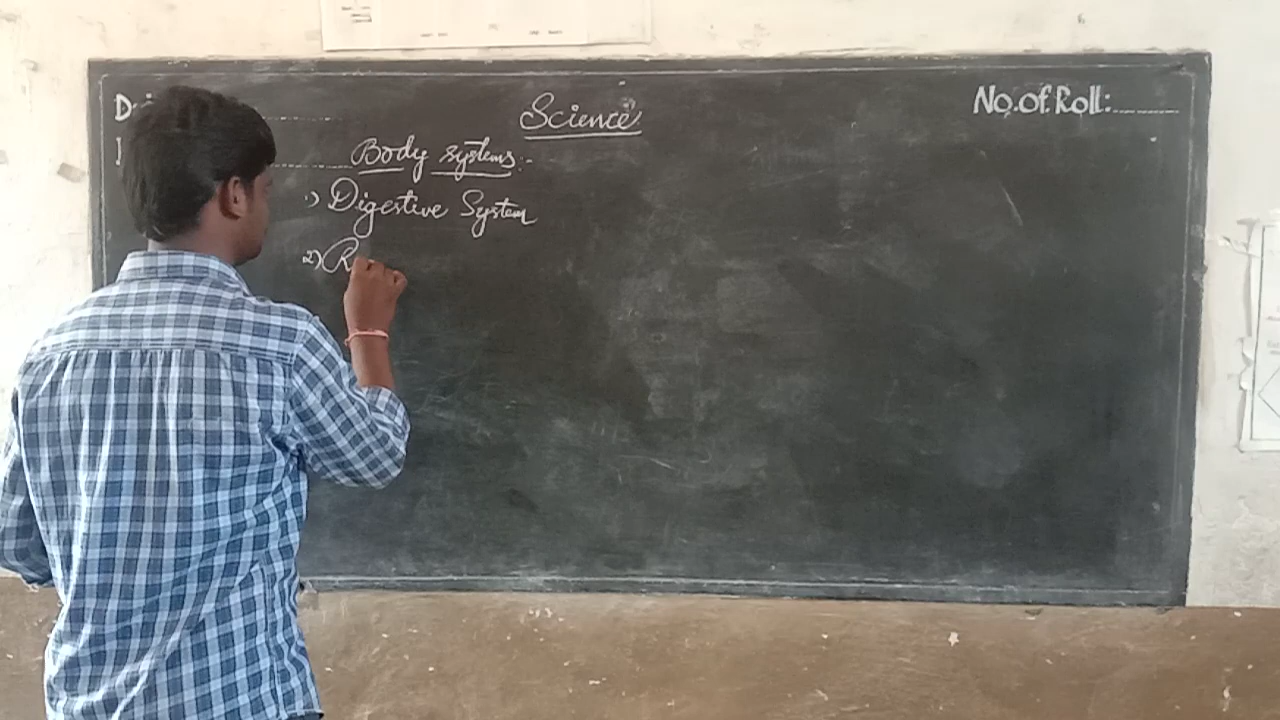 Science
No. of Roll:
Body systems:-
1) Digestive System
2) R